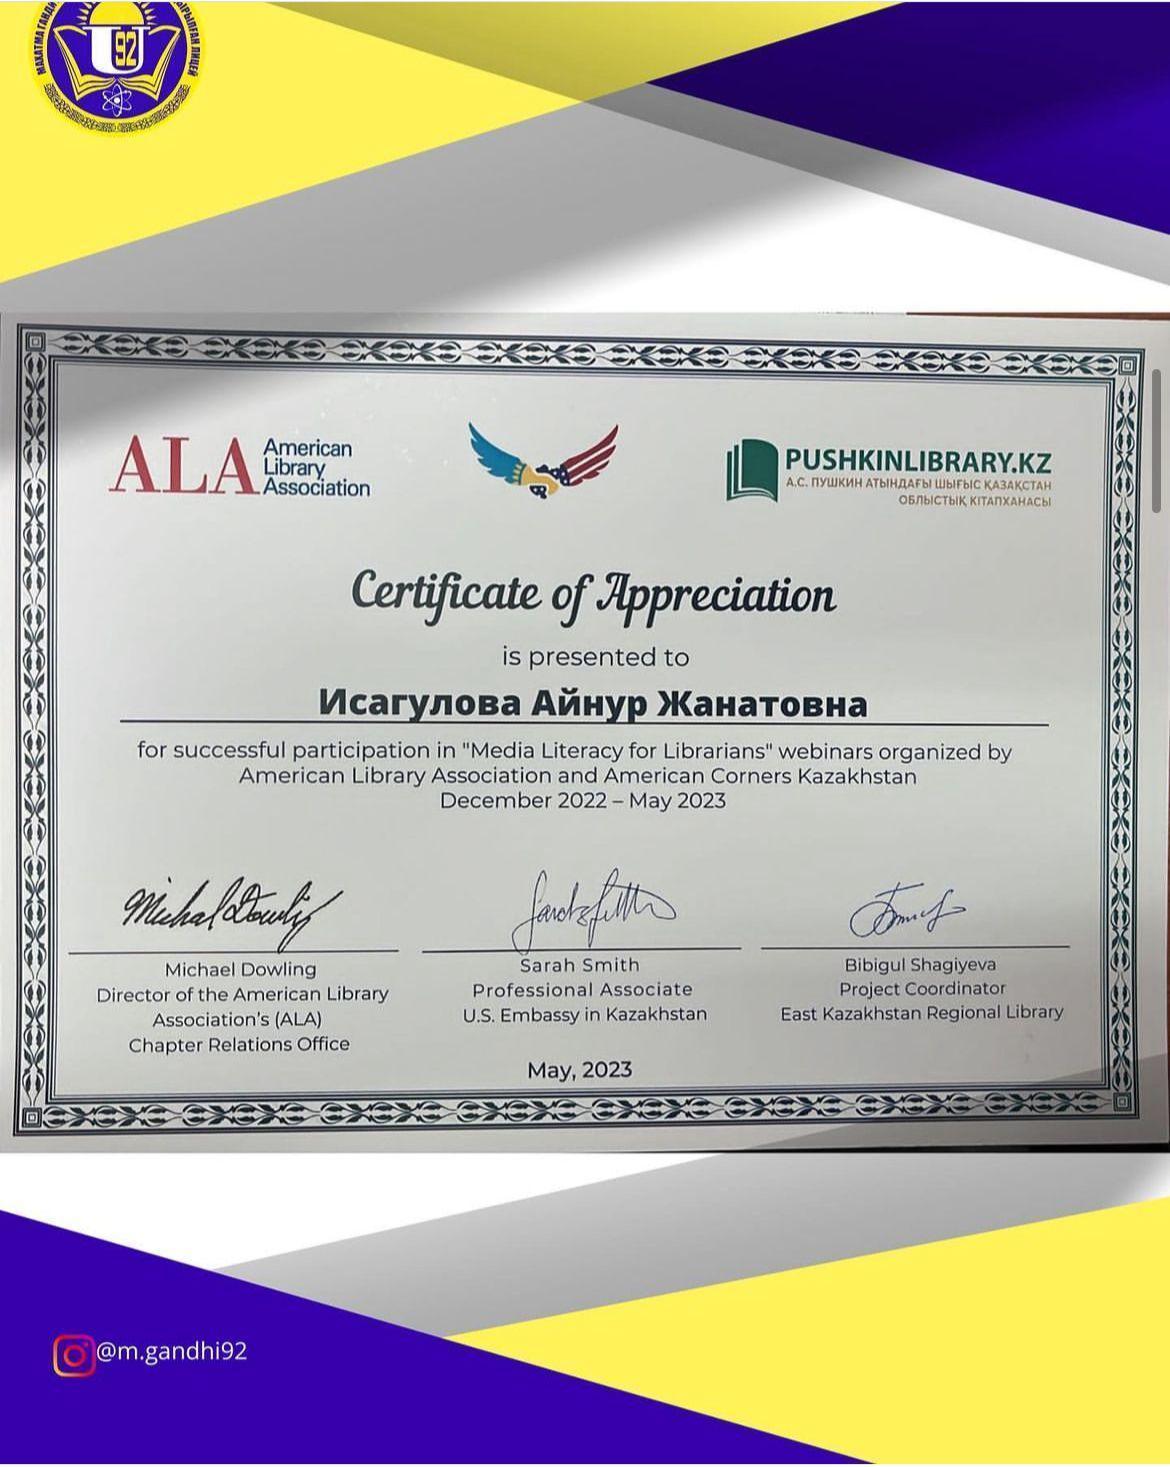 МАХАТМА ГАНДИ
92
ALA American
Library
Association
PUSHKINLIBRARY.KZ
А.С. ПУШКИН АТЫНДАҒЫ ШЫҒЫС ҚАЗАҚСТАН
ОБЛЫСТЫҚ КІТАПХАНАСЫ
Certificate of Appreciation
is presented to
Исагулова Айнур Жанатовна
for successful participation in "Media Literacy for Librarians" webinars organized by
American Library Association and American Corners Kazakhstan
December 2022 – May 2023
Michael Dowling
Director of the American Library
Association's (ALA)
Chapter Relations Office
Sarah Smith
Professional Associate
U.S. Embassy in Kazakhstan
Bibigul Shagiyeva
Project Coordinator
East Kazakhstan Regional Library
May, 2023
@m.gandhi92